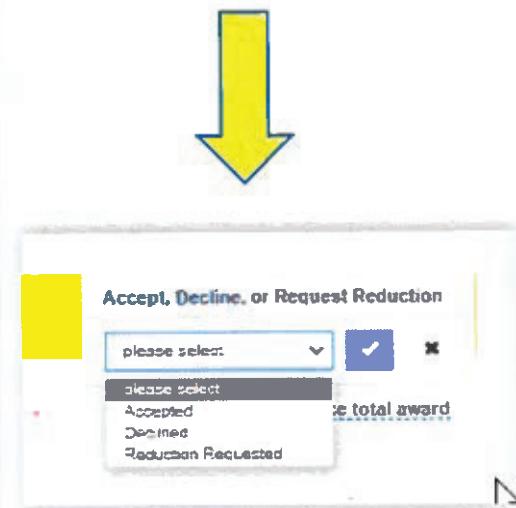 Accept, Decline, or Request Reduction
please select
please select
Accepted
Declined
Reduction Requested
total award